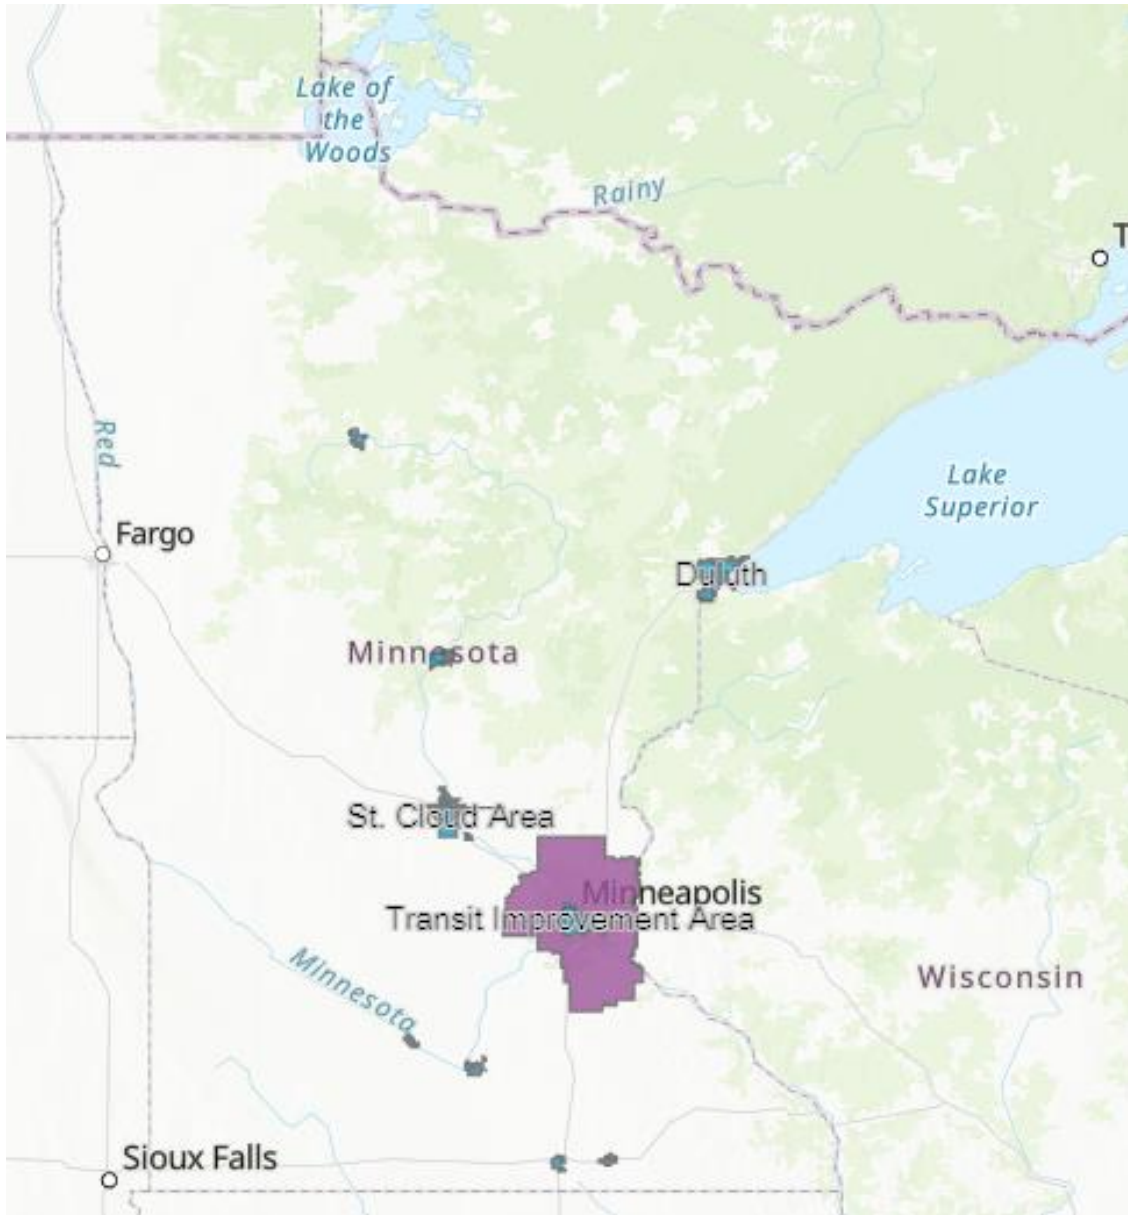 Lake of
the
Woods
Rainy
T
Red
Lake
Superior
Fargo
Duluth
Minnesota
St. Cloud Area
Minneapolis
Transit Improvement Area
Minnesota
Wisconsin
Sioux Falls